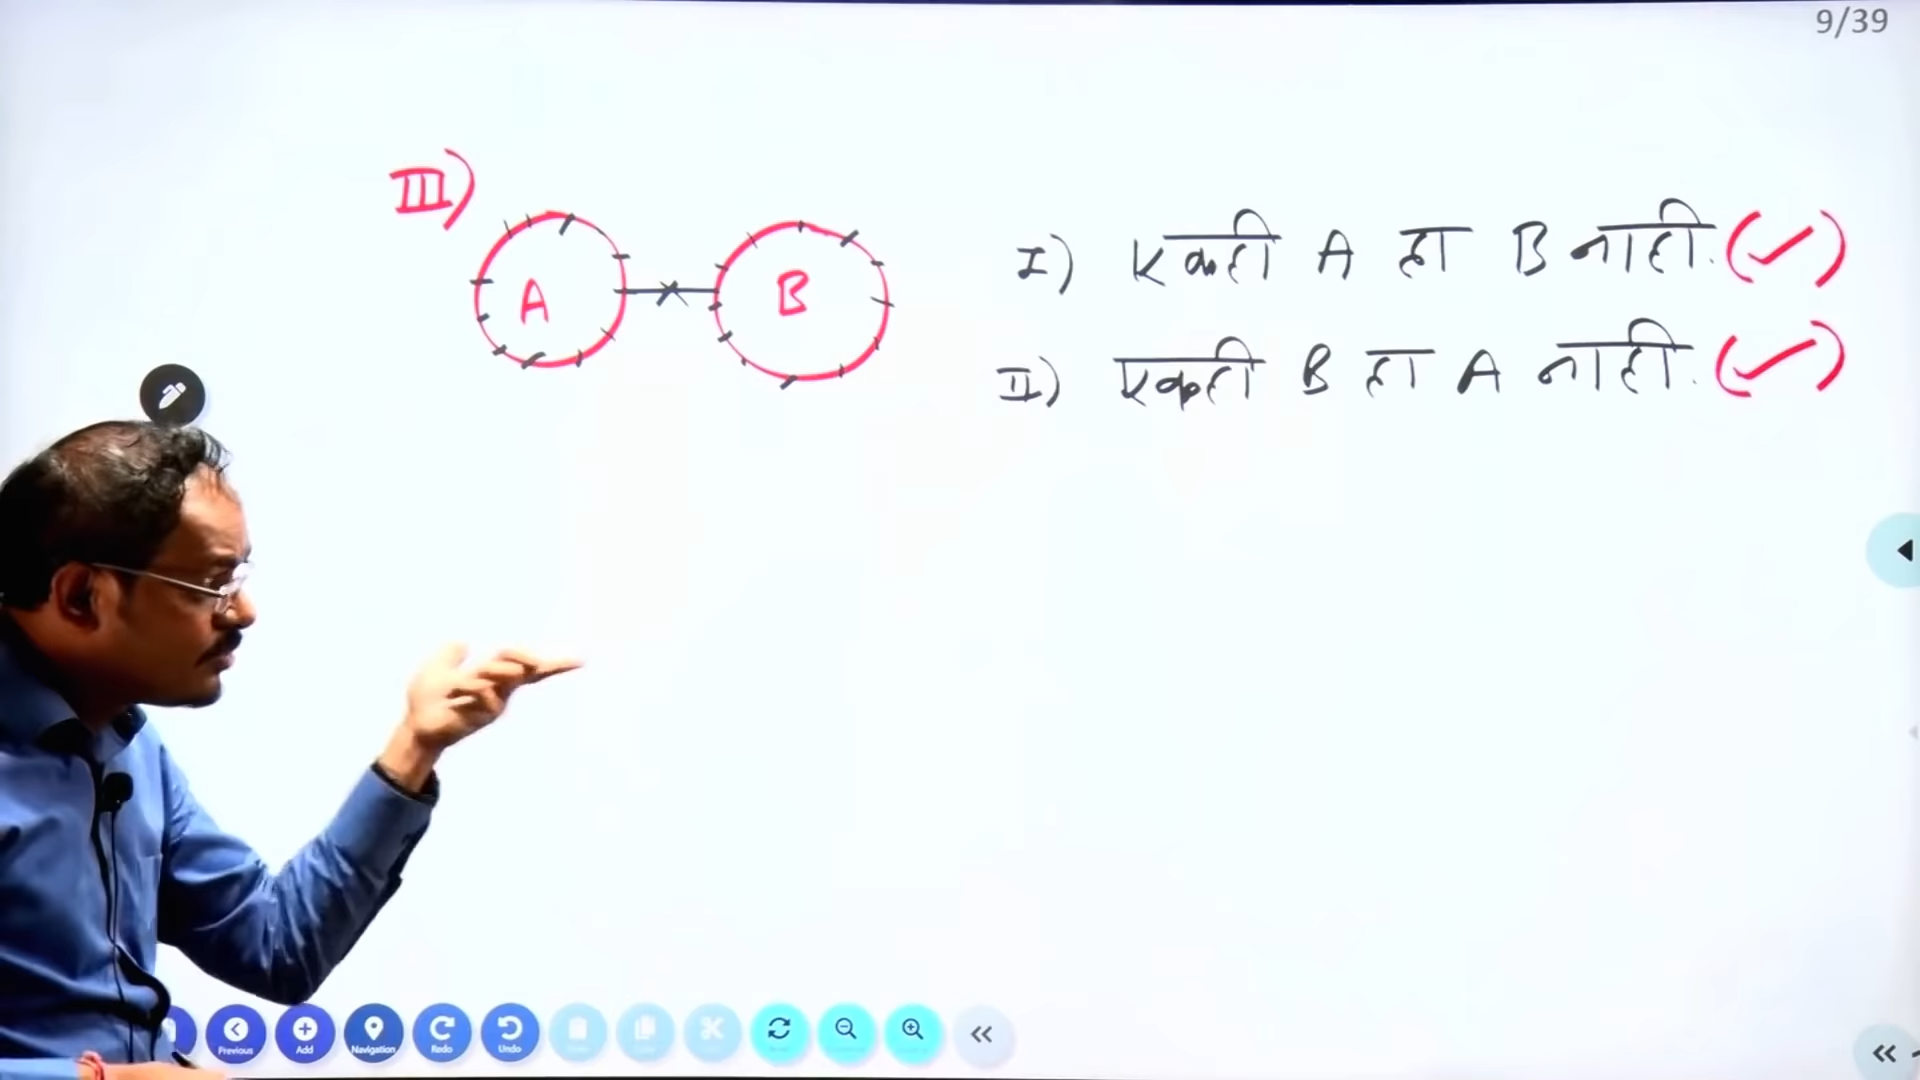 9/39
III)
A B
I) एकही A हा B नाही. (✓)
II) एकही B हा A नाही. (✓)
Previous Add Navigation Redo Undo